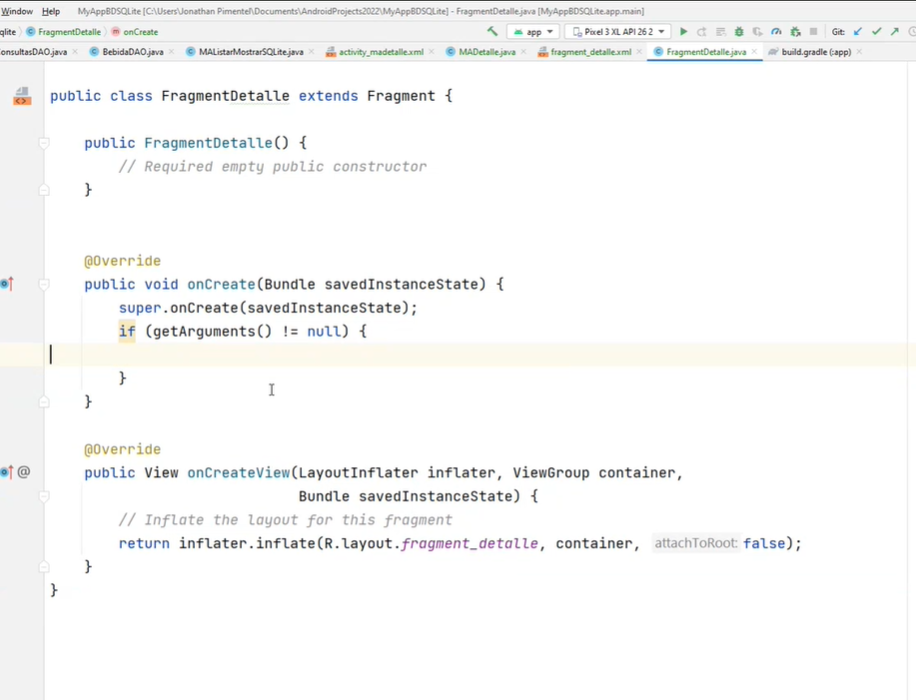 Window Help MyAppBDSQLite [C:\Users\Jonathan Pimentel\Documents\AndroidProjects2022\MyAppBDSQLite] - FragmentDetalle.java [MyAppBDSQLite.app.main]
qlite FragmentDetalle onCreate app Pixel 3 XL API 26 2 Git:
onsultasDAO.java BebidaDAO.java MAListarMostrarSQLite.java activity_madetalle.xml MADetalle.java fragment_detalle.xml FragmentDetalle.java build.gradle (:app)
public class FragmentDetalle extends Fragment {
public FragmentDetalle() {
// Required empty public constructor
}
@Override
public void onCreate(Bundle savedInstanceState) {
super.onCreate(savedInstanceState);
if (getArguments() != null) {
}
}
@Override
public View onCreateView(LayoutInflater inflater, ViewGroup container,
Bundle savedInstanceState) {
// Inflate the layout for this fragment
return inflater.inflate(R.layout.fragment_detalle, container, attachToRoot: false);
}
}